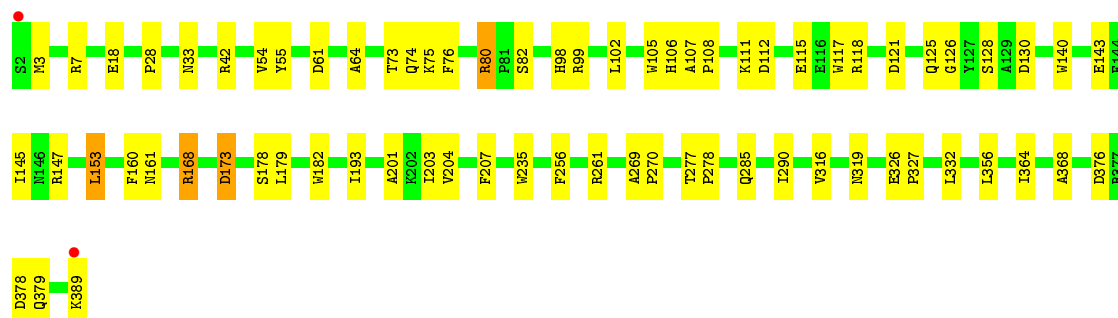 S2 M3 R7 E18 P28 N33 R42 V54 Y55 D61 A64 T73 Q74 K75 F76 R80 P81 S82 H98 R99 L102 W105 H106 A107 P108 K111 D112 E115 E116 W117 R118 D121 Q125 G126 Y127 S128 A129 D130 W140 E143
I145 N146 R147 L153 F160 N161 R168 D173 S178 L179 W182 I193 A201 K202 I203 V204 F207 W235 F256 R261 A269 P270 T277 P278 Q285 I290 V316 N319 E326 P327 L332 L356 I364 A368 D376
D378 Q379 K389